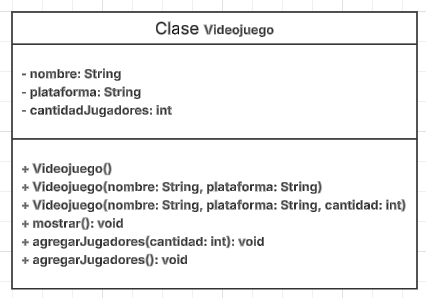 Clase Videojuego
- nombre: String
- plataforma: String
- cantidadJugadores: int
+ Videojuego()
+ Videojuego(nombre: String, plataforma: String)
+ Videojuego(nombre: String, plataforma: String, cantidad: int)
+ mostrar(): void
+ agregarJugadores(cantidad: int): void
+ agregarJugadores(): void